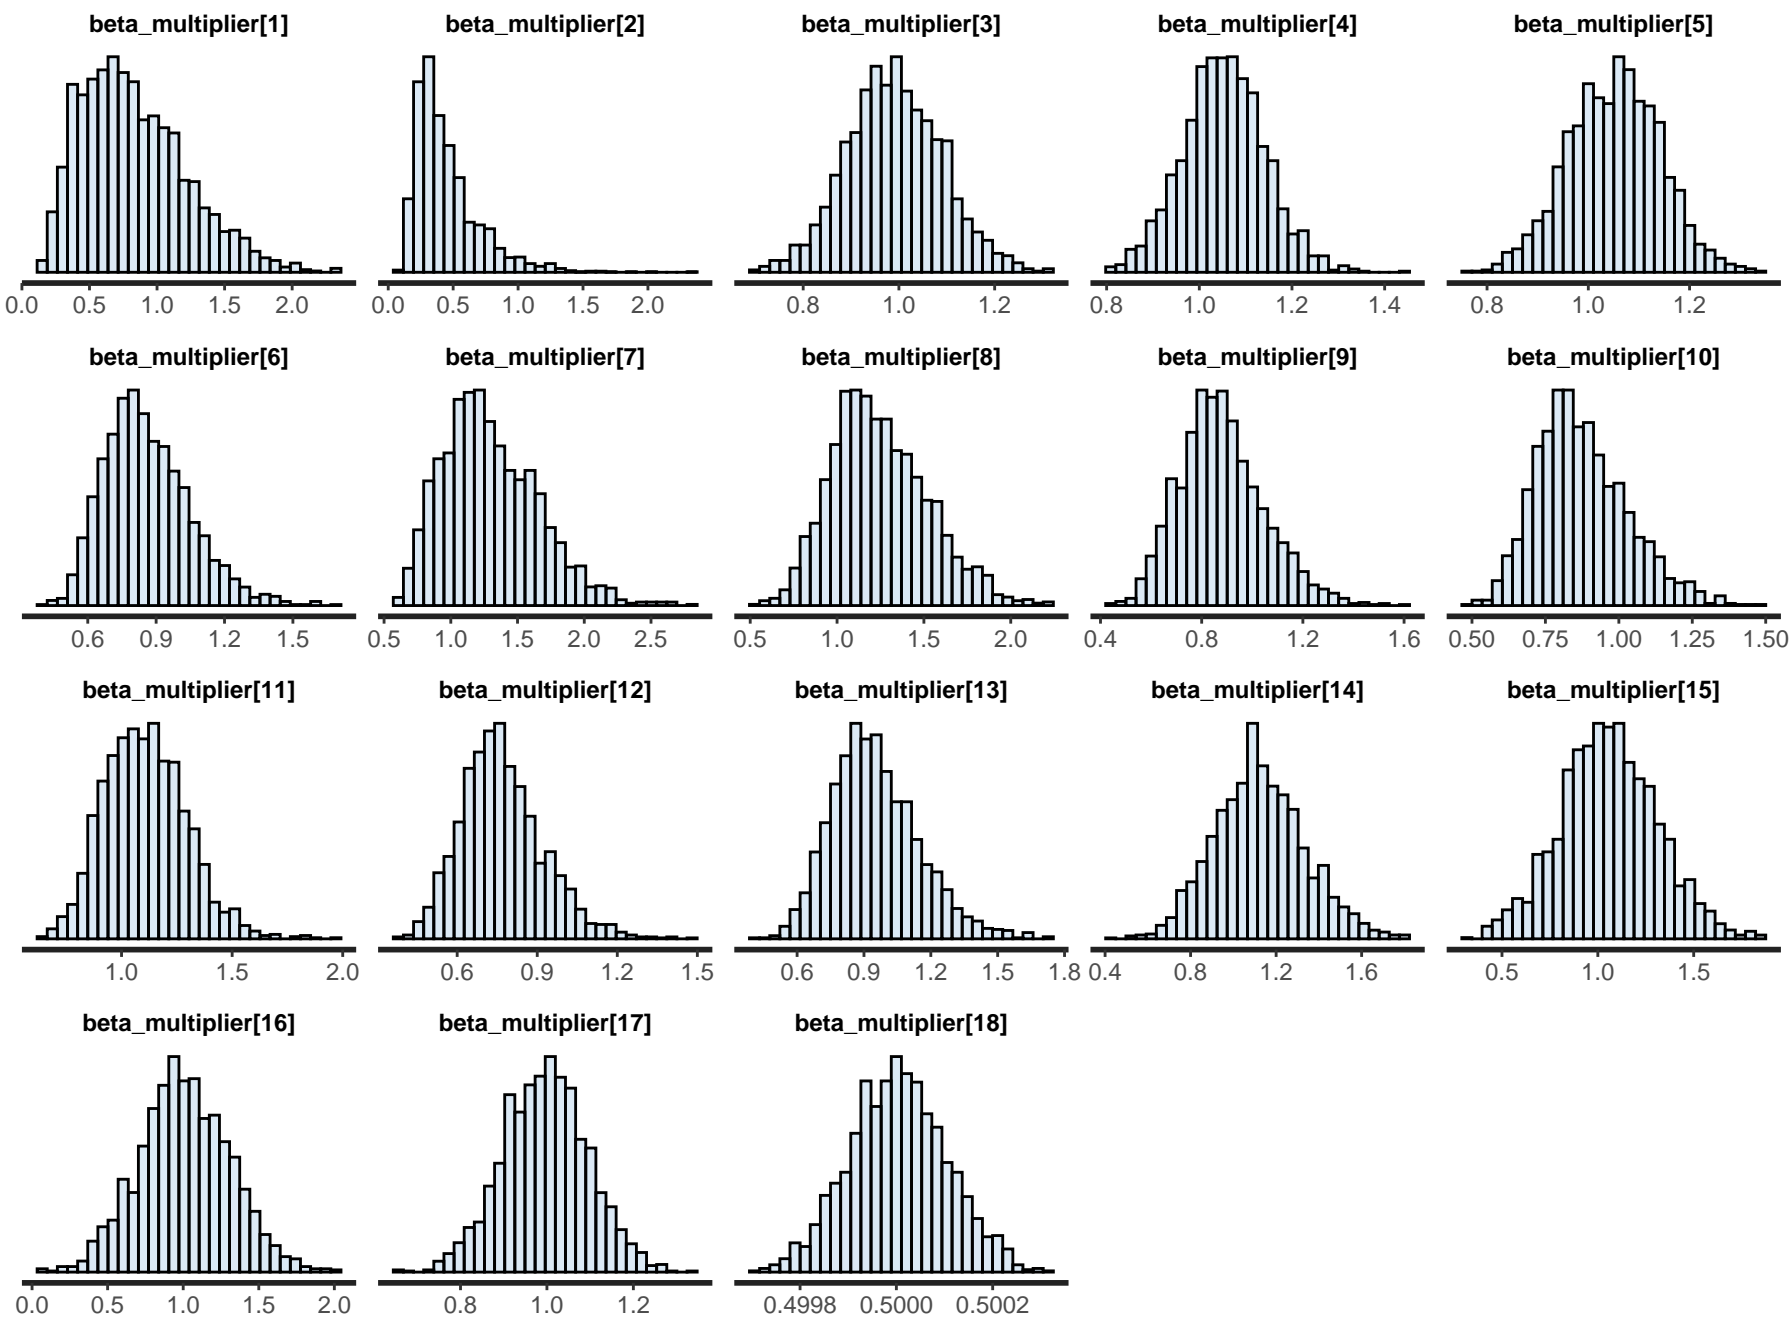 beta_multiplier[1] beta_multiplier[2] beta_multiplier[3] beta_multiplier[4] beta_multiplier[5]
0.0 0.5 1.0 1.5 2.0 0.0 0.5 1.0 1.5 2.0 0.8 1.0 1.2 0.8 1.0 1.2 1.4 0.8 1.0 1.2
beta_multiplier[6] beta_multiplier[7] beta_multiplier[8] beta_multiplier[9] beta_multiplier[10]
0.6 0.9 1.2 1.5 0.5 1.0 1.5 2.0 2.5 0.5 1.0 1.5 2.0 0.4 0.8 1.2 1.6 0.50 0.75 1.00 1.25 1.50
beta_multiplier[11] beta_multiplier[12] beta_multiplier[13] beta_multiplier[14] beta_multiplier[15]
1.0 1.5 2.0 0.6 0.9 1.2 1.5 0.6 0.9 1.2 1.5 1.8 0.4 0.8 1.2 1.6 0.5 1.0 1.5
beta_multiplier[16] beta_multiplier[17] beta_multiplier[18]
0.0 0.5 1.0 1.5 2.0 0.8 1.0 1.2 0.4998 0.5000 0.5002